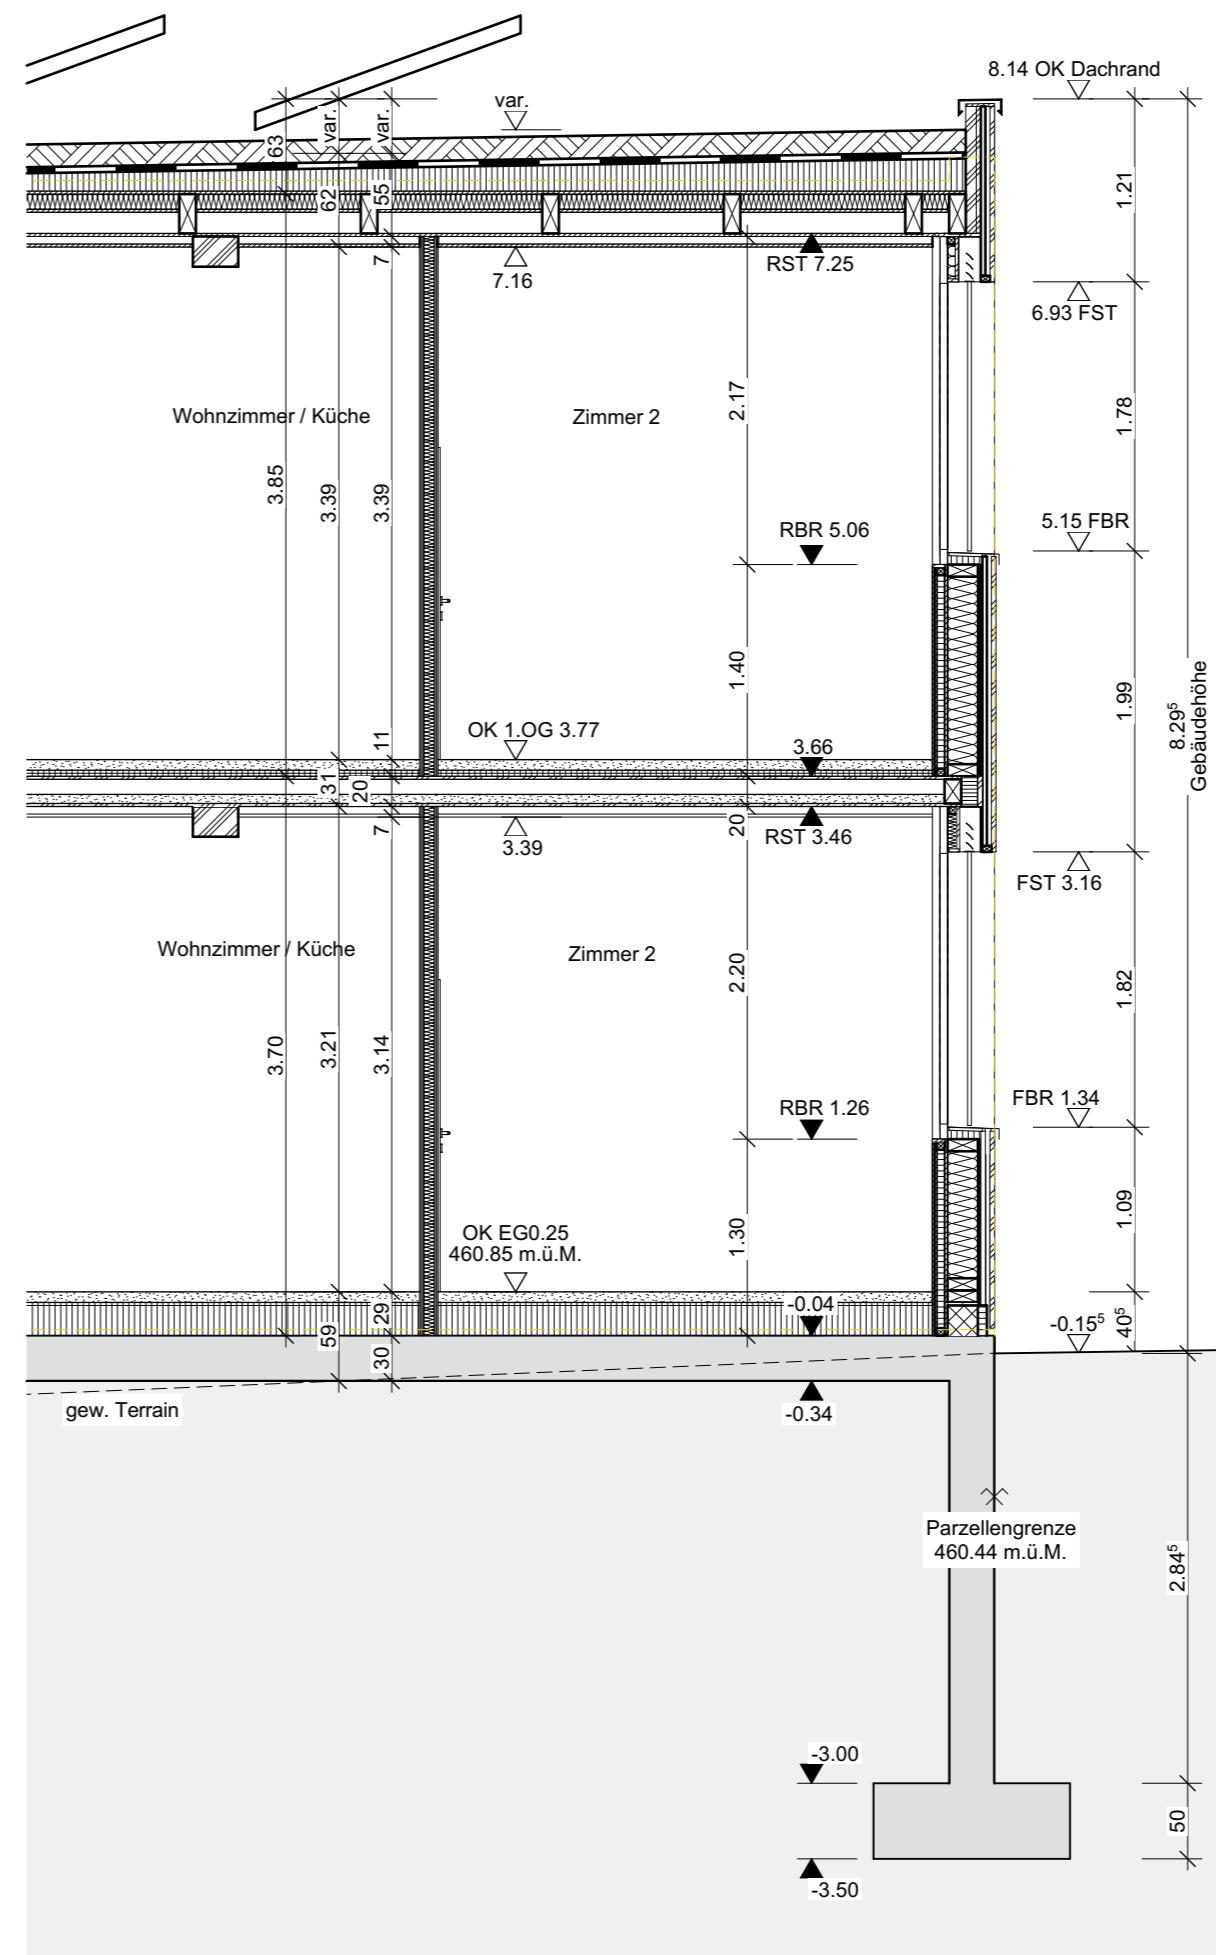 8.14 OK Dachrand
var.
var.
var.
63
62
55
1.21
7
7.16
RST 7.25
6.93 FST
Wohnzimmer / Küche
Zimmer 2
2.17
1.78
3.85
3.39
3.39
RBR 5.06
5.15 FBR
1.40
1.99
8.29⁵
Gebäudehöhe
OK 1.OG 3.77
3.66
11
31
20
7
3.39
20
RST 3.46
FST 3.16
Wohnzimmer / Küche
Zimmer 2
2.20
1.82
3.70
3.21
3.14
RBR 1.26
FBR 1.34
1.30
1.09
OK EG0.25
460.85 m.ü.M.
-0.04
29
59
30
-0.15⁵
40⁵
gew. Terrain
-0.34
Parzellengrenze
460.44 m.ü.M.
2.84⁵
-3.00
50
-3.50